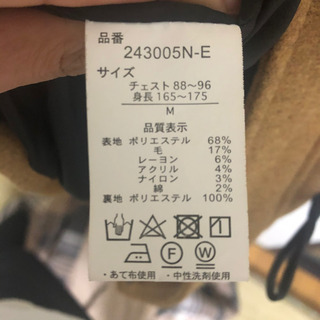 品番
243005N-E
サイズ
チェスト 88～96
身長 165～175
M
品質表示
表地 ポリエステル 68%
毛 17%
レーヨン 6%
アクリル 4%
ナイロン 3%
綿 2%
裏地 ポリエステル 100%
F W
・あて布使用 ・中性洗剤使用